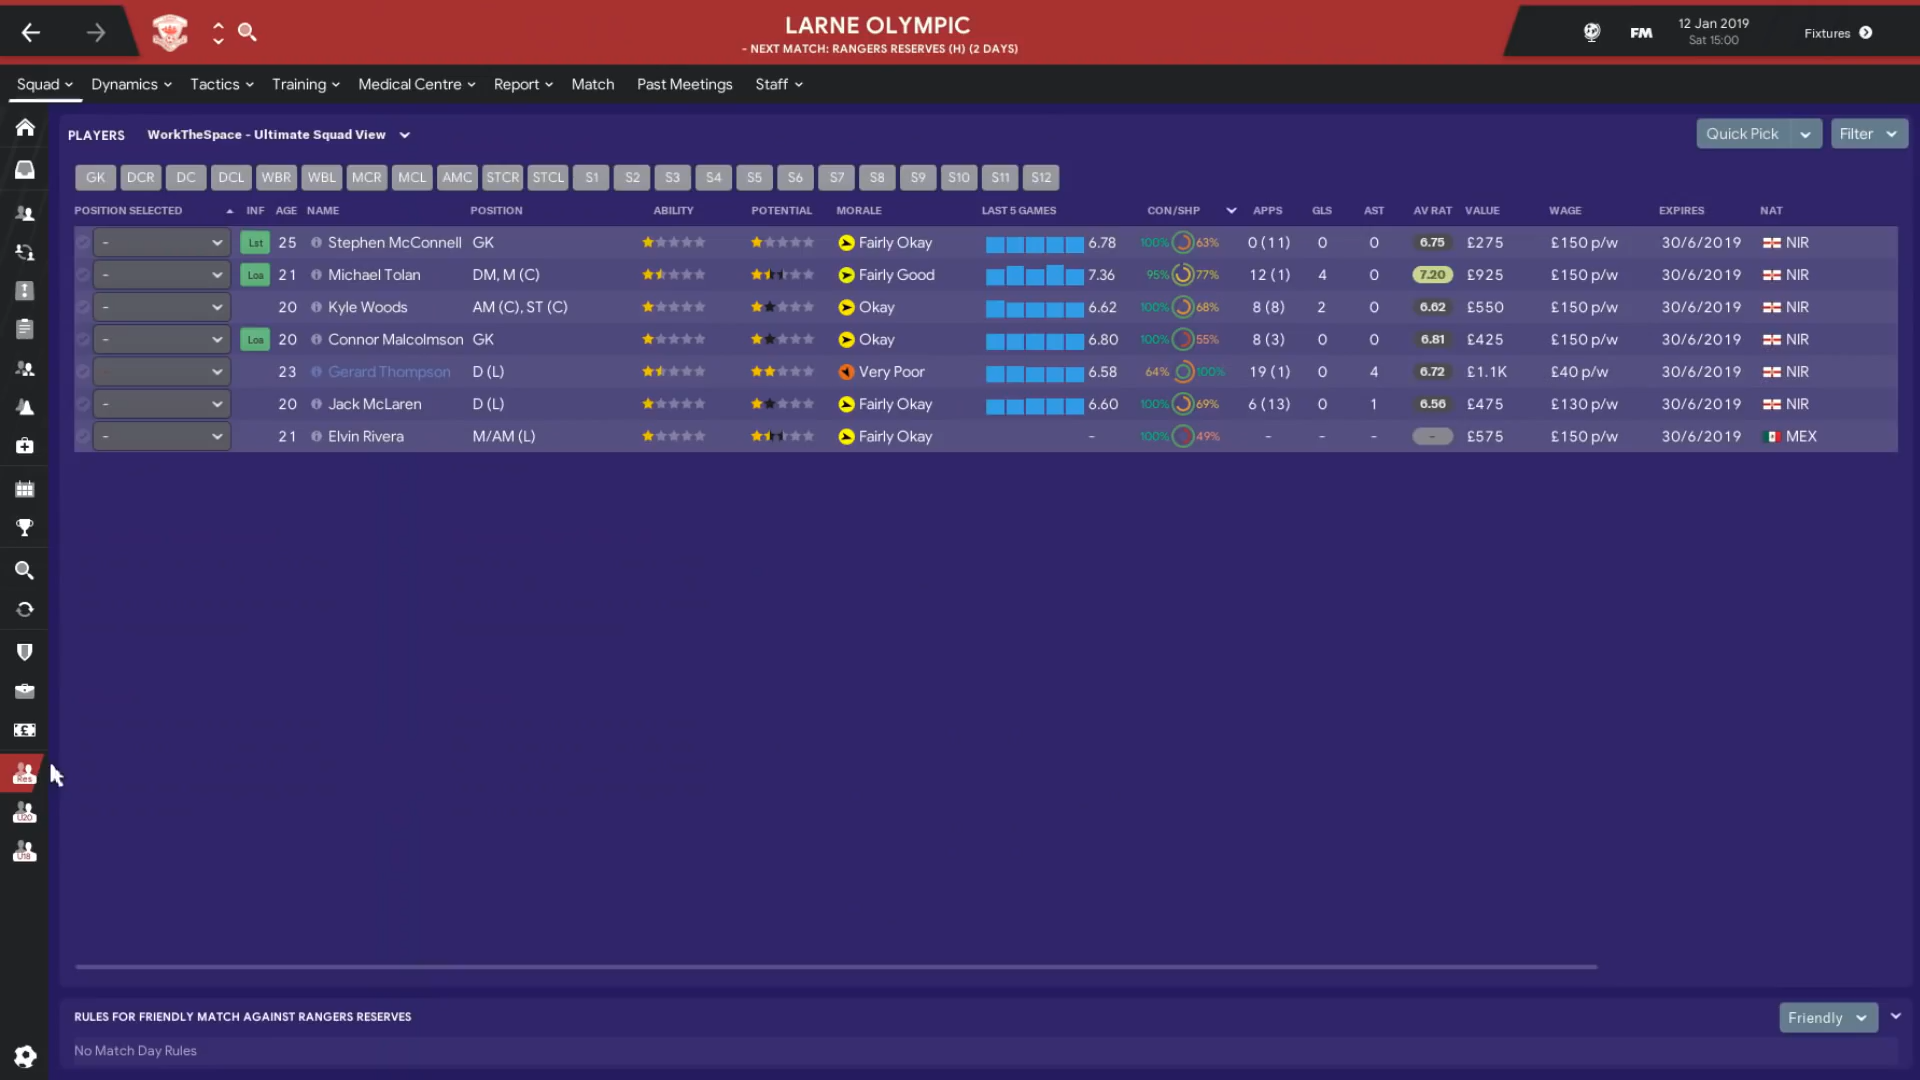 LARNE OLYMPIC
- NEXT MATCH: RANGERS RESERVES (H) (2 DAYS)
FM
12 Jan 2019
Sat 15:00
Fixtures
Squad Dynamics Tactics Training Medical Centre Report Match Past Meetings Staff
PLAYERS WorkTheSpace - Ultimate Squad View Quick Pick Filter
GK DCR DC DCL WBR WBL MCR MCL AMC STCR STCL S1 S2 S3 S4 S5 S6 S7 S8 S9 S10 S11 S12
POSITION SELECTED INF AGE NAME POSITION ABILITY POTENTIAL MORALE LAST 5 GAMES CON/SHP APPS GLS AST AV RAT VALUE WAGE EXPIRES NAT
- Lst 25 Stephen McConnell GK Fairly Okay 6.78 100% 63% 0 (11) 0 0 6.75 £275 £150 p/w 30/6/2019 NIR
- Loa 21 Michael Tolan DM, M (C) Fairly Good 7.36 95% 77% 12 (1) 4 0 7.20 £925 £150 p/w 30/6/2019 NIR
- 20 Kyle Woods AM (C), ST (C) Okay 6.62 100% 68% 8 (8) 2 0 6.62 £550 £150 p/w 30/6/2019 NIR
- Loa 20 Connor Malcolmson GK Okay 6.80 100% 55% 8 (3) 0 0 6.81 £425 £150 p/w 30/6/2019 NIR
- 23 Gerard Thompson D (L) Very Poor 6.58 64% 100% 19 (1) 0 4 6.72 £1.1K £40 p/w 30/6/2019 NIR
- 20 Jack McLaren D (L) Fairly Okay 6.60 100% 69% 6 (13) 0 1 6.56 £475 £130 p/w 30/6/2019 NIR
- 21 Elvin Rivera M/AM (L) Fairly Okay - 100% 49% - - - - £575 £150 p/w 30/6/2019 MEX
Res
U20
U18
RULES FOR FRIENDLY MATCH AGAINST RANGERS RESERVES Friendly
No Match Day Rules